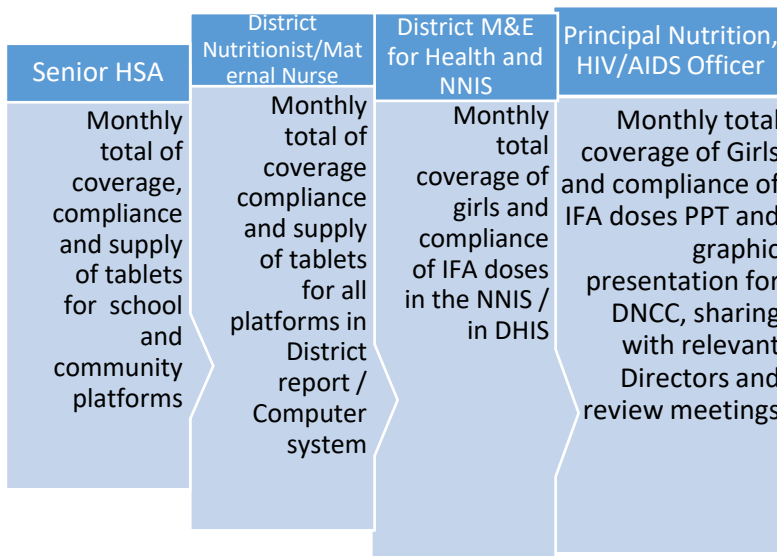 Senior HSA
Monthly
total of
coverage,
compliance
and supply
of tablets
for school
and
community
platforms
District
Nutritionist/Mat
ernal Nurse
Monthly
total of
coverage
compliance
and supply
of tablets
for all
platforms in
District
report /
Computer
system
District M&E
for Health and
NNIS
Monthly
total
coverage of
girls and
compliance
of IFA doses
in the NNIS /
in DHIS
Principal Nutrition,
HIV/AIDS Officer
Monthly total
coverage of Girls
and compliance of
IFA doses PPT and
graphic
presentation for
DNCC, sharing
with relevant
Directors and
review meetings